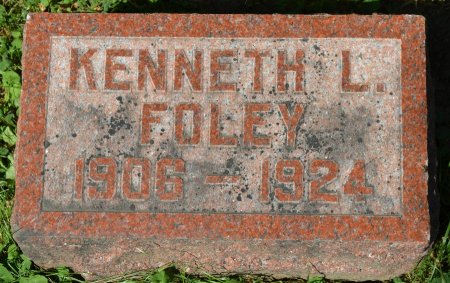 KENNETH L.
FOLEY
1906 - 1924